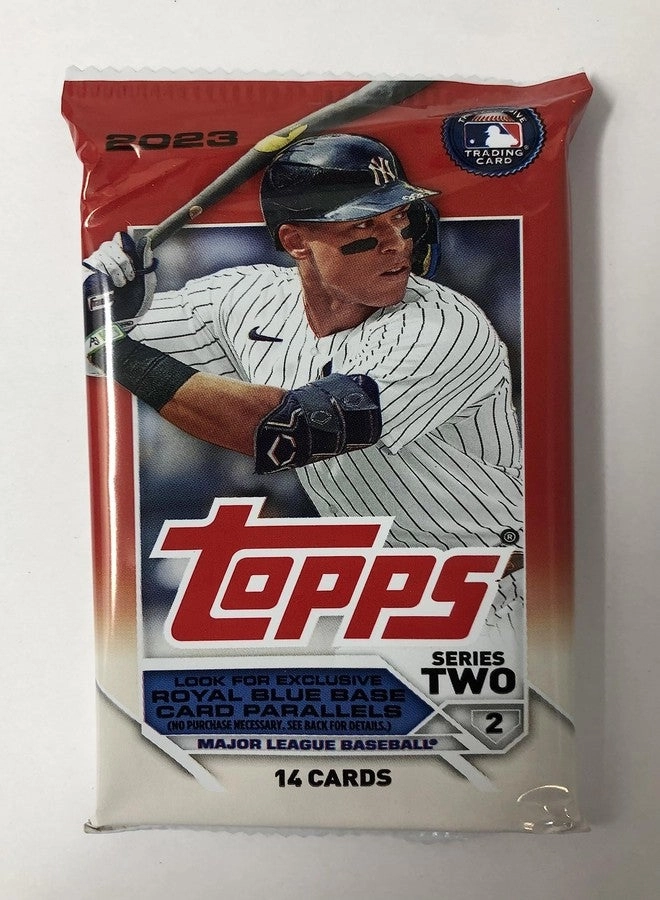 2023
TRADING
CARD
NY
TOPPS®
SERIES
TWO
2
LOOK FOR EXCLUSIVE
ROYAL BLUE BASE
CARD PARALLELS
(NO PURCHASE NECESSARY. SEE BACK FOR DETAILS.)
MAJOR LEAGUE BASEBALL®
14 CARDS